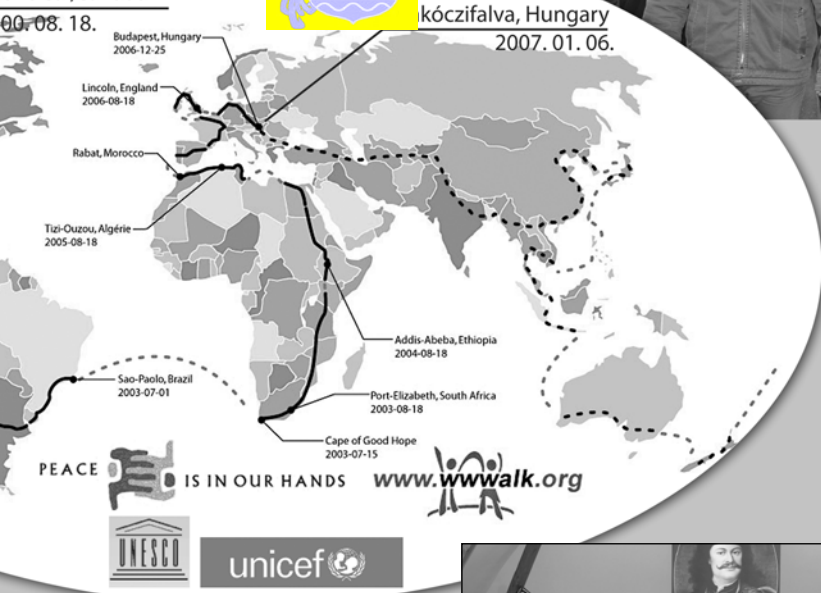 00. 08. 18.
kóczifalva, Hungary
2007. 01. 06.
Budapest, Hungary
2006-12-25
Lincoln, England
2006-08-18
Rabat, Morocco
Tizi-Ouzou, Algérie
2005-08-18
Addis-Abeba, Ethiopia
2004-08-18
Sao-Paolo, Brazil
2003-07-01
Port-Elizabeth, South Africa
2003-08-18
Cape of Good Hope
2003-07-15
PEACE IS IN OUR HANDS
www.wwwalk.org
UNESCO
unicef